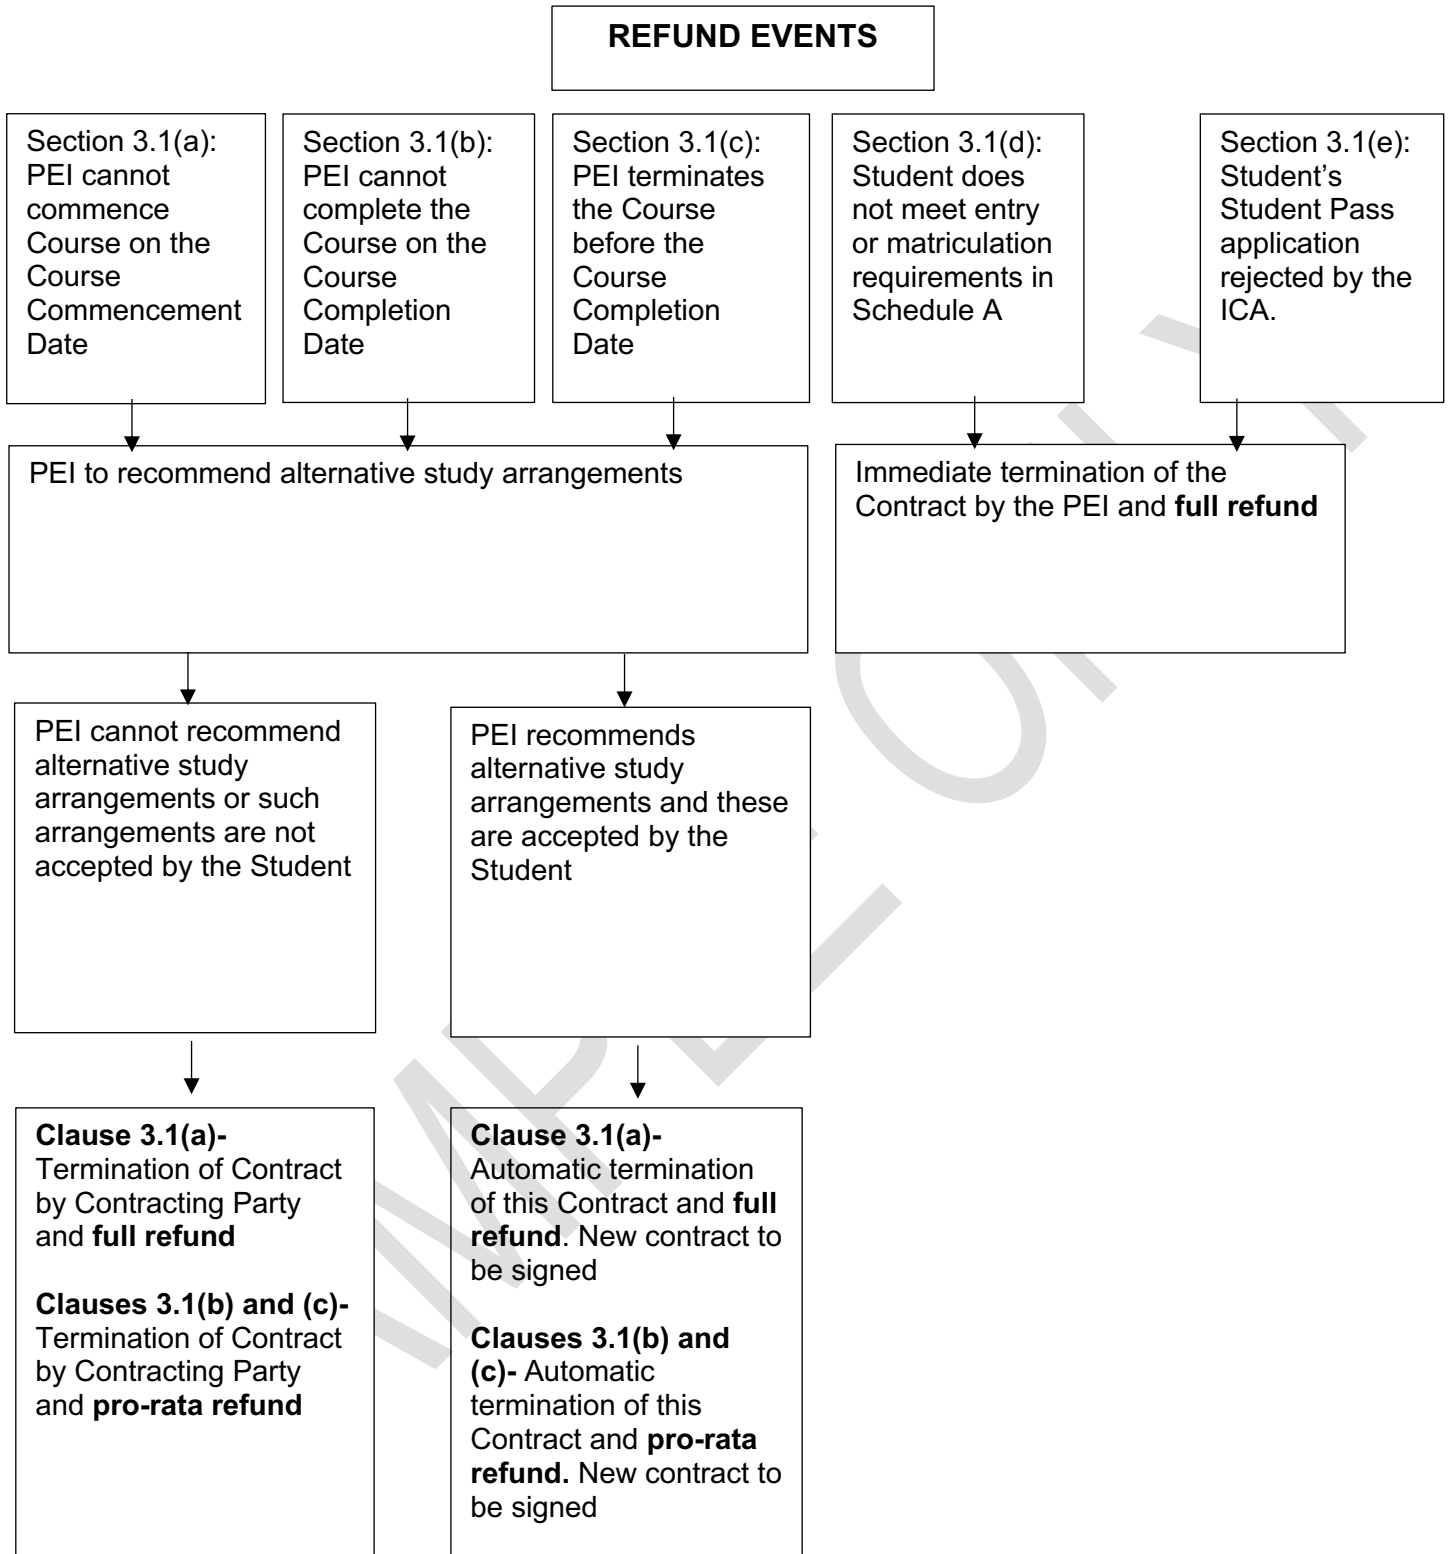 REFUND EVENTS
Section 3.1(a):
PEI cannot
commence
Course on the
Course
Commencement
Date
Section 3.1(b):
PEI cannot
complete the
Course on the
Course
Completion
Date
Section 3.1(c):
PEI terminates
the Course
before the
Course
Completion
Date
Section 3.1(d):
Student does
not meet entry
or matriculation
requirements in
Schedule A
Section 3.1(e):
Student’s
Student Pass
application
rejected by the
ICA.
PEI to recommend alternative study arrangements
Immediate termination of the
Contract by the PEI and full refund
PEI cannot recommend
alternative study
arrangements or such
arrangements are not
accepted by the Student
PEI recommends
alternative study
arrangements and these
are accepted by the
Student
Clause 3.1(a)-
Termination of Contract
by Contracting Party
and full refund
Clauses 3.1(b) and (c)-
Termination of Contract
by Contracting Party
and pro-rata refund
Clause 3.1(a)-
Automatic termination
of this Contract and full
refund. New contract to
be signed
Clauses 3.1(b) and
(c)- Automatic
termination of this
Contract and pro-rata
refund. New contract to
be signed